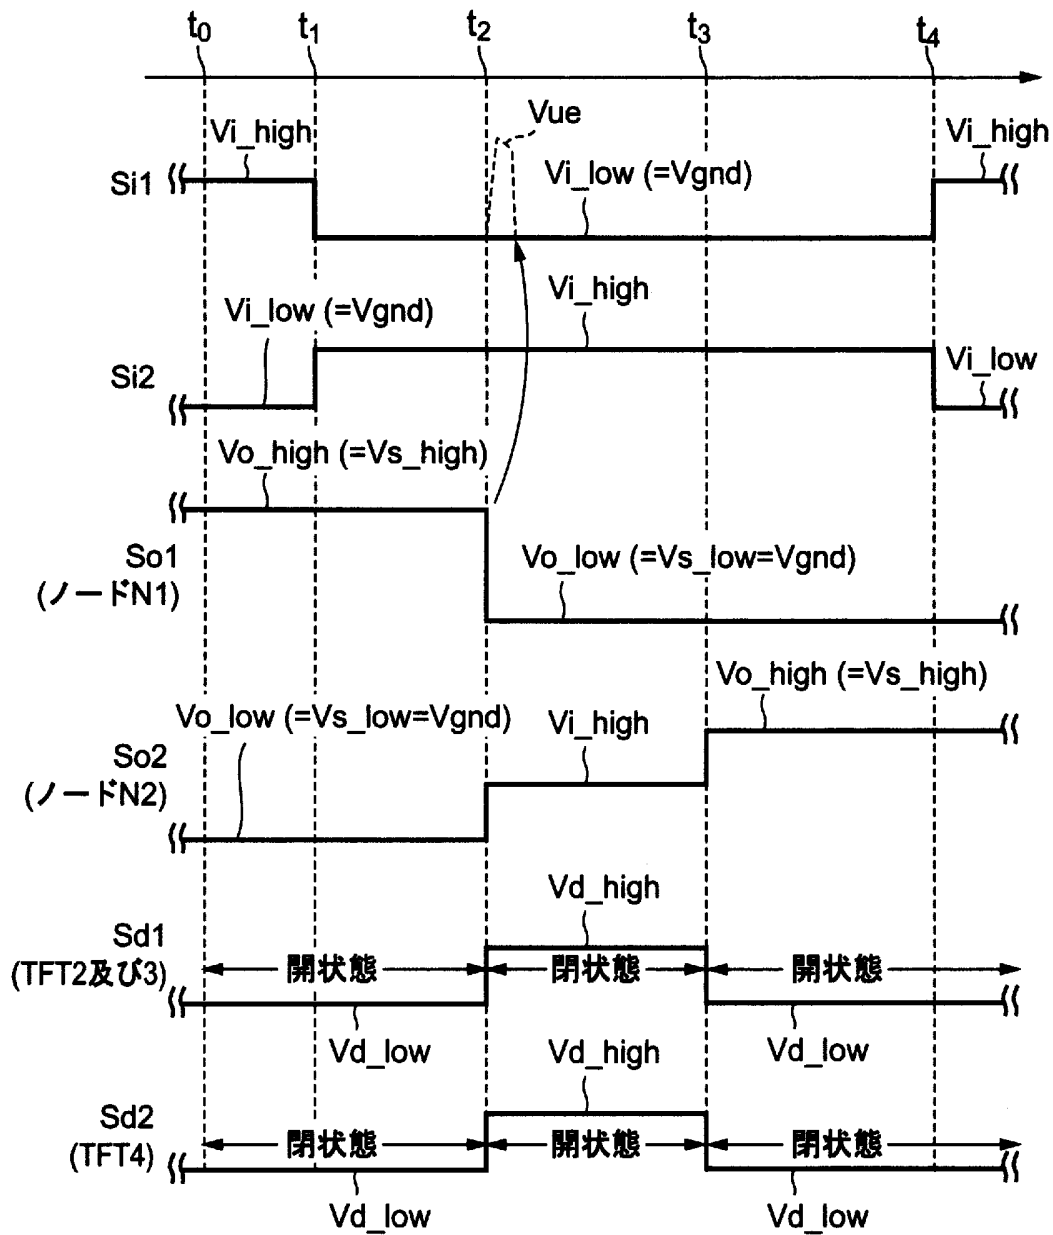 t0 t1 t2 t3 t4
Vue
Vi_high
Vi_high
Si1
Vi_low (=Vgnd)
Vi_high
Vi_low (=Vgnd)
Si2
Vi_low
Vo_high (=Vs_high)
So1
(ノードN1)
Vo_low (=Vs_low=Vgnd)
Vo_high (=Vs_high)
Vo_low (=Vs_low=Vgnd)
Vi_high
So2
(ノードN2)
Vd_high
Sd1
(TFT2及び3)
開状態 閉状態 開状態
Vd_low
Vd_low
Vd_high
Sd2
(TFT4)
閉状態 開状態 閉状態
Vd_low
Vd_low